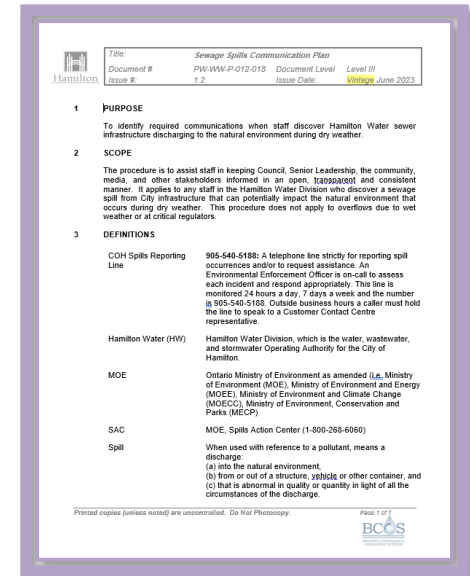 Hamilton
Title: Sewage Spills Communication Plan
Document # PW-WW-P-012-018 Document Level Level III
Issue #: 1.2 Issue Date: Vintage June 2023
1 PURPOSE
To identify required communications when staff discover Hamilton Water sewer
infrastructure discharging to the natural environment during dry weather.
2 SCOPE
The procedure is to assist staff in keeping Council, Senior Leadership, the community,
media, and other stakeholders informed in an open, transparent and consistent
manner. It applies to any staff in the Hamilton Water Division who discover a sewage
spill from City infrastructure that can potentially impact the natural environment that
occurs during dry weather. This procedure does not apply to overflows due to wet
weather or at critical regulators.
3 DEFINITIONS
COH Spills Reporting
Line
905-540-5188: A telephone line strictly for reporting spill
occurrences and/or to request assistance. An
Environmental Enforcement Officer is on-call to assess
each incident and respond appropriately. This line is
monitored 24 hours a day, 7 days a week and the number
is 905-540-5188. Outside business hours a caller must hold
the line to speak to a Customer Contact Centre
representative.
Hamilton Water (HW)
Hamilton Water Division, which is the water, wastewater,
and stormwater Operating Authority for the City of
Hamilton.
MOE
Ontario Ministry of Environment as amended (i.e. Ministry
of Environment (MOE), Ministry of Environment and Energy
(MOEE), Ministry of Environment and Climate Change
(MOECC), Ministry of Environment, Conservation and
Parks (MECP)
SAC
MOE, Spills Action Center (1-800-268-6060)
Spill
When used with reference to a pollutant, means a
discharge:
(a) into the natural environment,
(b) from or out of a structure, vehicle or other container, and
(c) that is abnormal in quality or quantity in light of all the
circumstances of the discharge.
Printed copies (unless noted) are uncontrolled. Do Not Photocopy. Page 1 of 7
BCOS